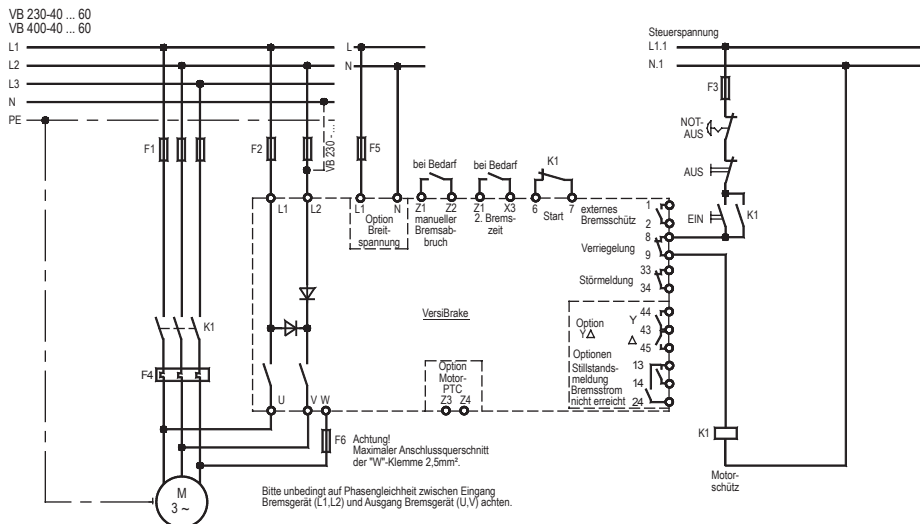 VB 230-40 ... 60
VB 400-40 ... 60
L1
L2
L3
N
PE
L
N
Steuerspannung
L1.1
N.1
F1
F2
VB 230- ...
F5
F3
NOT-
AUS
AUS
EIN
K1
bei Bedarf
bei Bedarf
K1
L1
L2
L1
N
Z1
Z2
Z1
X3
6
7
Option
Breit-
spannung
manueller
Bremsab-
bruch
2. Brems-
zeit
Start
externes
Bremsschütz
1
2
8
Verriegelung
9
33
Störmeldung
34
VersiBrake
Option
Y△
Y
△
44
43
45
Optionen
Stillstands-
meldung
Bremsstrom
nicht erreicht
13
14
24
K1
F4
Option
Motor-
PTC
Z3
Z4
U
V
W
F6
Achtung!
Maximaler Anschlussquerschnitt
der "W"-Klemme 2,5mm².
K1
Motor-
schütz
M
3 ~
Bitte unbedingt auf Phasengleichheit zwischen Eingang
Bremsgerät (L1,L2) und Ausgang Bremsgerät (U,V) achten.